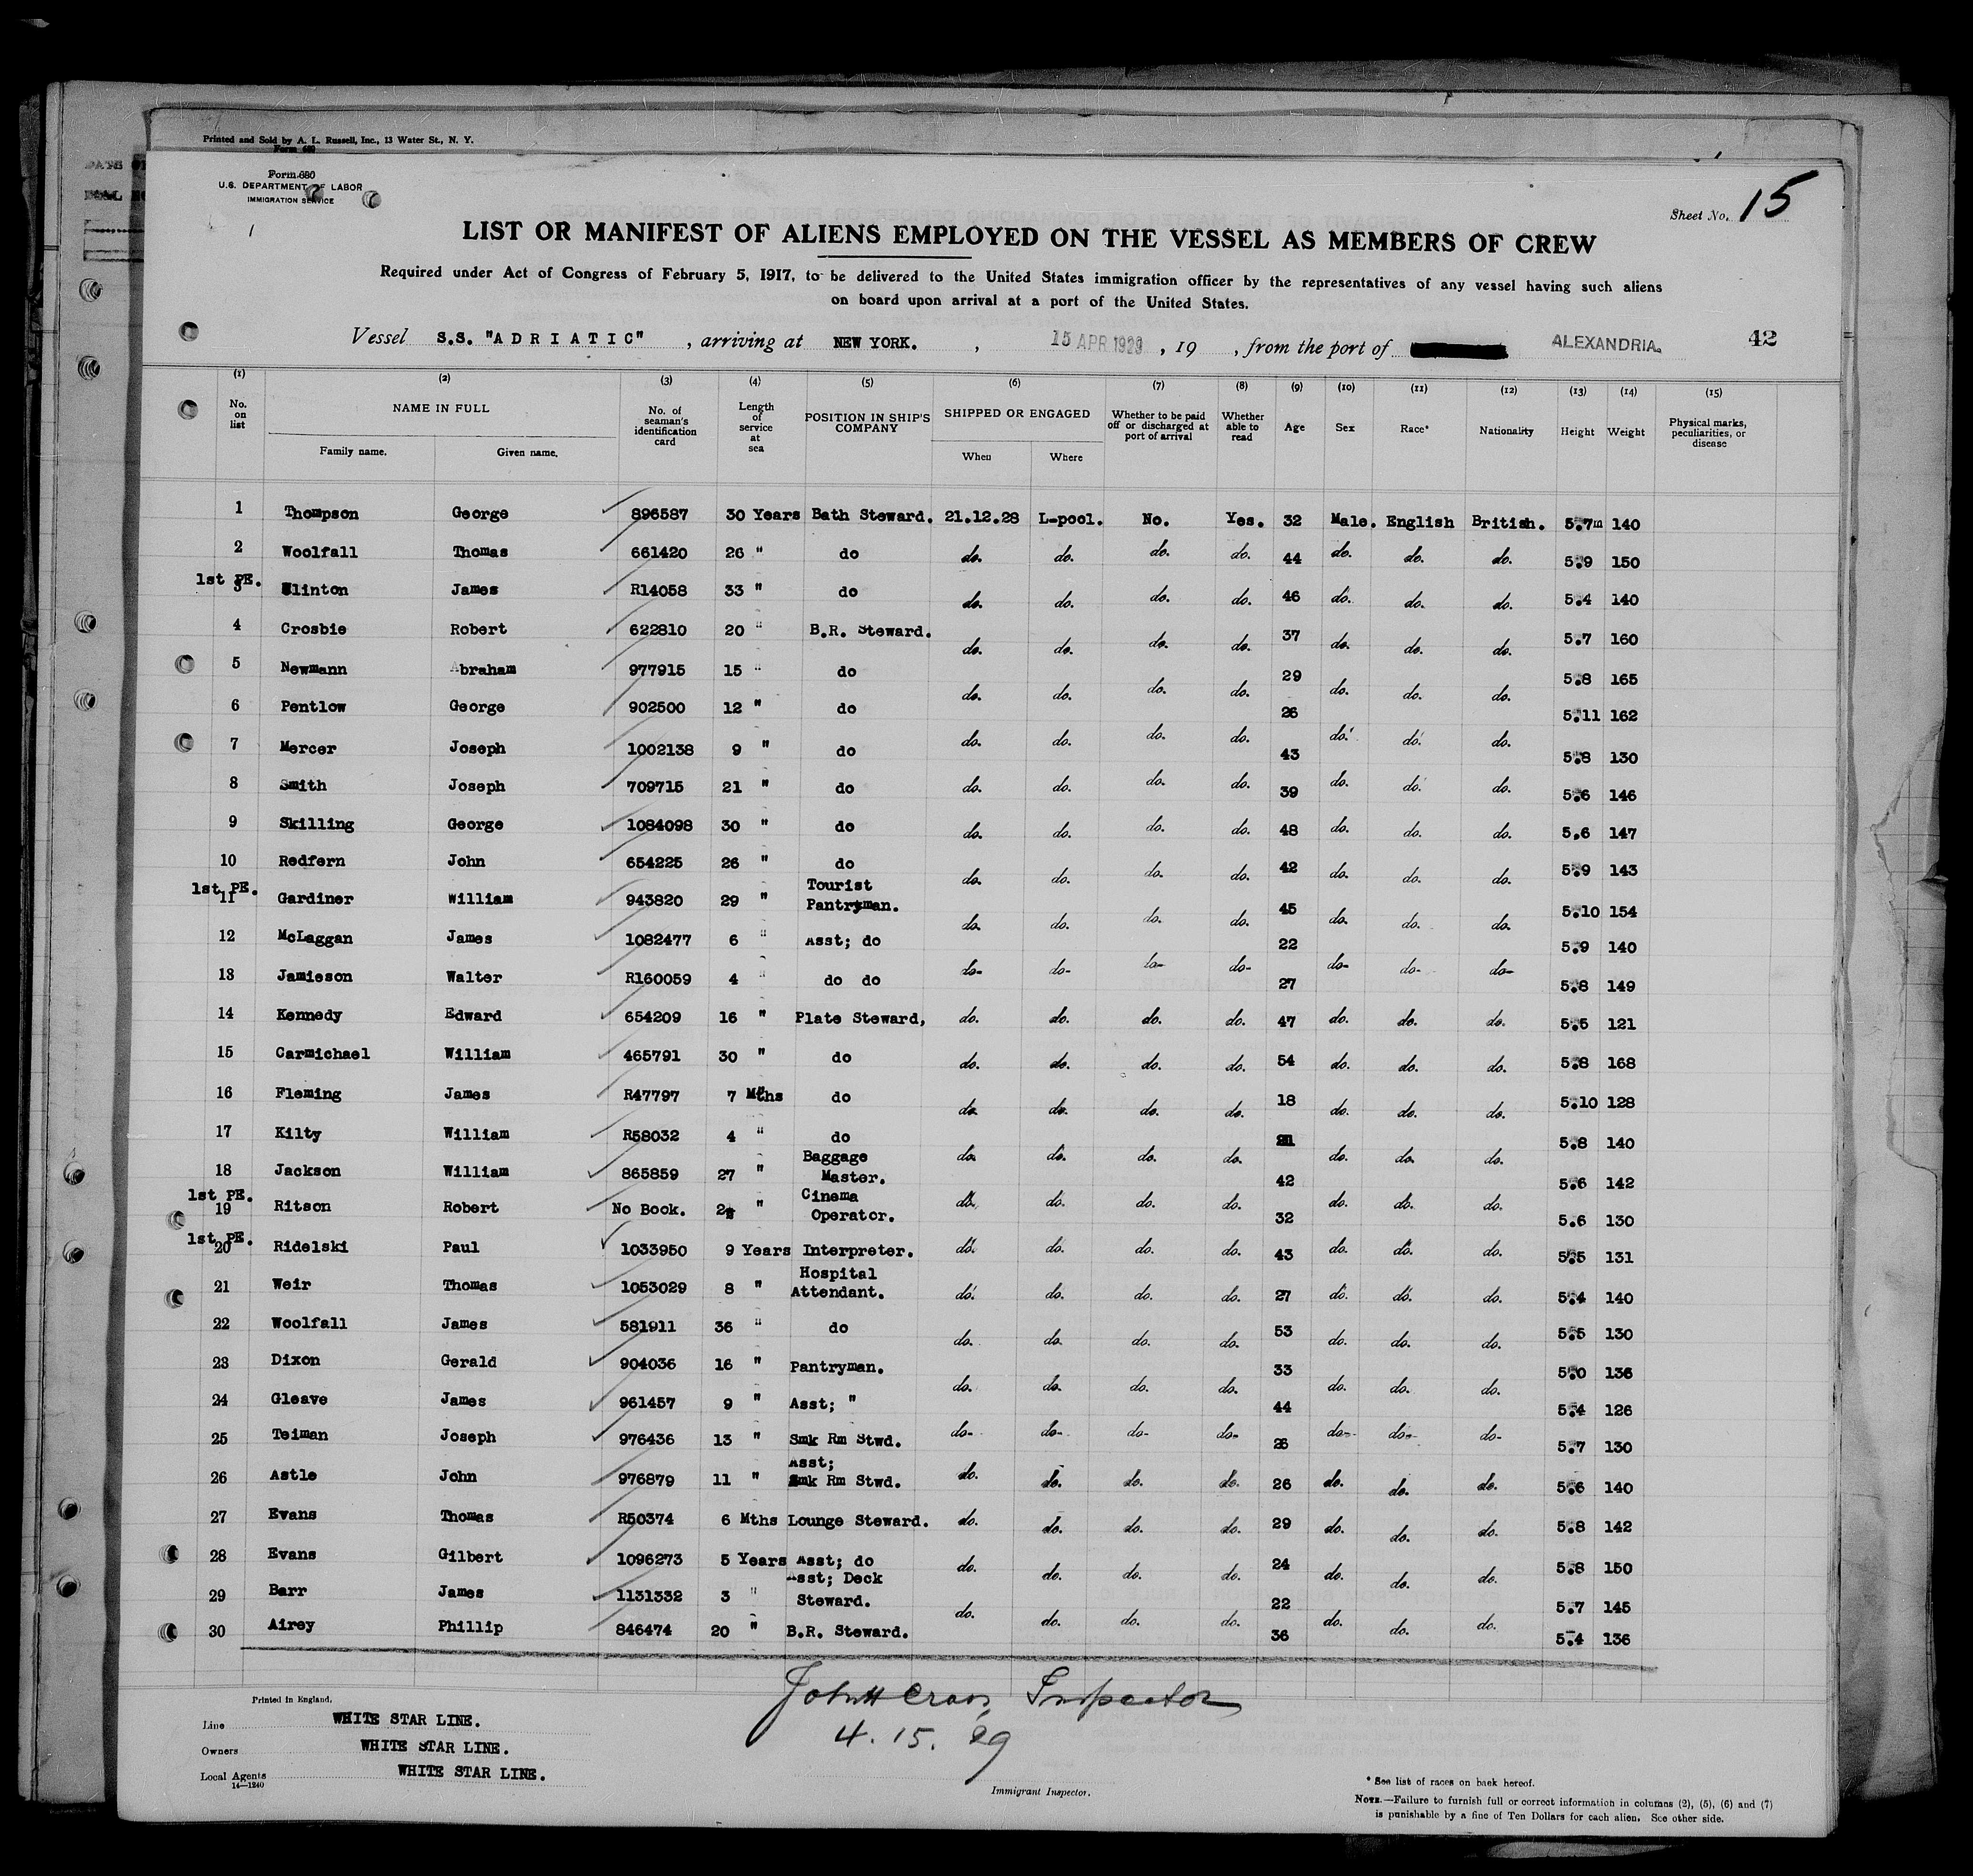 Printed and Sold by A. L. Russell, Inc., 13 Water St., N. Y.
Form 680
Form 680
U.S. DEPARTMENT OF LABOR
IMMIGRATION SERVICE
Sheet No. 15
LIST OR MANIFEST OF ALIENS EMPLOYED ON THE VESSEL AS MEMBERS OF CREW
Required under Act of Congress of February 5, 1917, to be delivered to the United States immigration officer by the representatives of any vessel having such aliens
on board upon arrival at a port of the United States.
Vessel S.S. "ADRIATIC", arriving at NEW YORK. , 15 APR 1929, 19 , from the port of ALEXANDRIA. 42
(1) (2) (3) (4) (5) (6) (7) (8) (9) (10) (11) (12) (13) (14) (15)
No. on list NAME IN FULL Family name. Given name. No. of seaman's identification card Length of service at sea POSITION IN SHIP'S COMPANY SHIPPED OR ENGAGED When Where Whether to be paid off or discharged at port of arrival Whether able to read Age Sex Race* Nationality Height Weight Physical marks, peculiarities, or disease
1 Thompson George 896587 30 Years Bath Steward. 21.12.28 L-pool. No. Yes. 32 Male. English British. 5.7 140
2 Woolfall Thomas 661420 26 " do do. do. do. do. 44 do. do. do. 5.9 150
1st PE.
3 Clinton James R14058 33 " do do. do. do. do. 46 do. do. do. 5.4 140
4 Crosbie Robert 622810 20 " B.R. Steward. do. do. do. do. 37 do. do. do. 5.7 160
5 Newmann Abraham 977915 15 " do do. do. do. do. 29 do. do. do. 5.8 165
6 Pentlow George 902500 12 " do do. do. do. do. 26 do. do. do. 5.11 162
7 Mercer Joseph 1002138 9 " do do. do. do. do. 43 do. do. do. 5.8 130
8 Smith Joseph 709715 21 " do do. do. do. do. 39 do. do. do. 5.6 146
9 Skilling George 1084098 30 " do do. do. do. do. 48 do. do. do. 5.6 147
10 Redfern John 654225 26 " do do. do. do. do. 42 do. do. do. 5.9 143
1st PE.
11 Gardiner William 943820 29 " Tourist Pantryman. do. do. do. do. 45 do. do. do. 5.10 154
12 McLaggan James 1082477 6 " Asst; do do- do- do- do- 22 do- do- do- 5.9 140
13 Jamieson Walter R160059 4 " do do 27 5.8 149
14 Kennedy Edward 654209 16 " Plate Steward, do. do. do. do. 47 do. do. do. 5.5 121
15 Carmichael William 465791 30 " do do. do. do. do. 54 do. do. do. 5.8 168
16 Fleming James R47797 7 Mths do do. do. do. do. 18 do. do. do. 5.10 128
17 Kilty William R58032 4 " do do. do. do. do. 21 do. do. do. 5.8 140
18 Jackson William 865859 27 " Baggage Master. 42 5.6 142
1st PE.
19 Ritson Robert No Book. 2 " Cinema Operator. do. do. do. do. 32 do. do. do. 5.6 130
1st PE.
20 Ridelski Paul 1033950 9 Years Interpreter. do. do. do. do. 43 do. do. do. 5.5 131
21 Weir Thomas 1053029 8 " Hospital Attendant. do. do. do. do. 27 do. do. do. 5.4 140
22 Woolfall James 581911 36 " do do. do. do. do. 53 do. do. do. 5.5 130
23 Dixon Gerald 904036 16 " Pantryman. do. do. do. do. 33 do. do. do. 5.0 136
24 Gleave James 961457 9 " Asst; " 44 5.4 126
25 Teiman Joseph 976436 13 " Smk Rm Stwd. do- do- do- do- 26 do- do- do- 5.7 130
26 Astle John 976879 11 " Asst; Smk Rm Stwd. do. do. do. do. 26 do. do. do. 5.6 140
27 Evans Thomas R50374 6 Mths Lounge Steward. do. do. do. do. 29 do. do. do. 5.8 142
28 Evans Gilbert 1096273 5 Years Asst; do do. do. do. do. 24 do. do. do. 5.8 150
29 Barr James 1131332 3 " Asst; Deck Steward. 22 5.7 145
30 Airey Phillip 846474 20 " B.R. Steward. do. do. do. do. 36 do. do. do. 5.4 136
Printed in England.
Line WHITE STAR LINE.
Owners WHITE STAR LINE.
Local Agents WHITE STAR LINE.
14—1240
John H Inspector
4. 15. 29
Immigrant Inspector.
* See list of races on back hereof.
NOTE.—Failure to furnish full or correct information in columns (2), (5), (6) and (7)
is punishable by a fine of Ten Dollars for each alien. See other side.